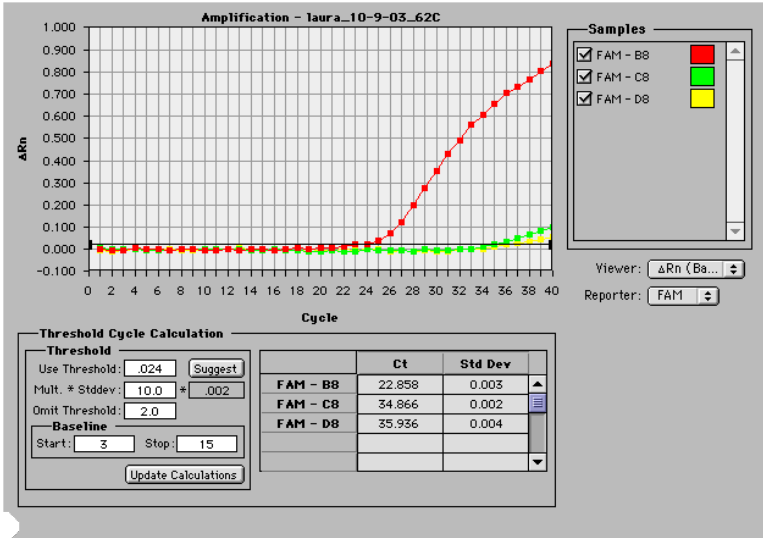 Amplification - laura_10-9-03_62C
1.000
0.900
0.800
0.700
0.600
0.500
0.400
0.300
0.200
0.100
0.000
-0.100
ΔRn
0 2 4 6 8 10 12 14 16 18 20 22 24 26 28 30 32 34 36 38 40
Cycle
Samples
FAM - B8
FAM - C8
FAM - D8
Viewer: ΔRn (Ba...
Reporter: FAM
Threshold Cycle Calculation
Threshold
Use Threshold: .024 Suggest
Mult. * Stddev: 10.0 * .002
Omit Threshold: 2.0
Baseline
Start: 3 Stop: 15
Update Calculations
Ct Std Dev
FAM - B8 22.858 0.003
FAM - C8 34.866 0.002
FAM - D8 35.936 0.004